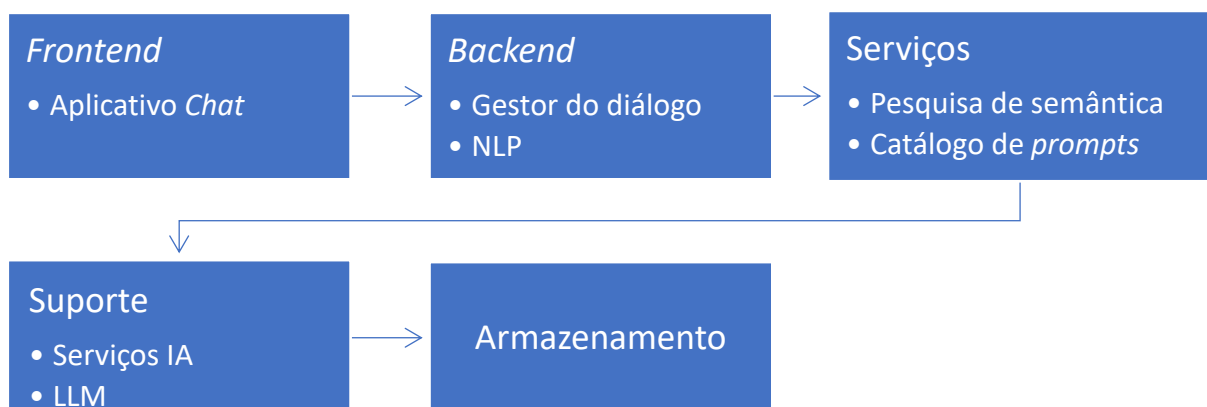 Frontend
• Aplicativo Chat
Backend
• Gestor do diálogo
• NLP
Serviços
• Pesquisa de semântica
• Catálogo de prompts
Suporte
• Serviços IA
• LLM
Armazenamento